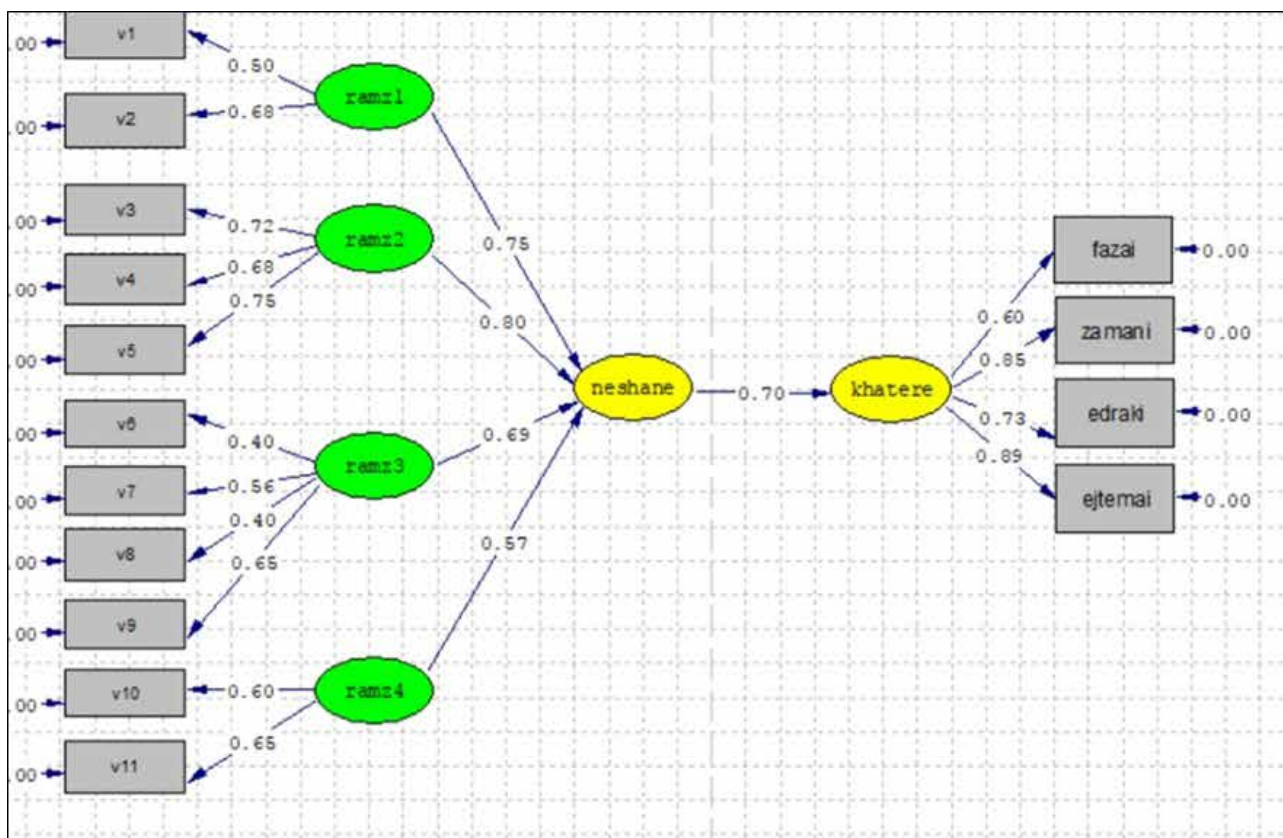 .00
v1
0.50
ramz1
.00
v2
0.68
.00
v3
0.72
ramz2
.00
v4
0.68
.00
v5
0.75
0.75
0.80
.00
v6
0.40
ramz3
.00
v7
0.56
.00
v8
0.40
.00
v9
0.65
0.69
.00
v10
0.60
ramz4
.00
v11
0.65
0.57
neshane
0.70
khatere
0.60
fazai
0.00
0.85
zamani
0.00
0.73
edraki
0.00
0.89
ejtemai
0.00